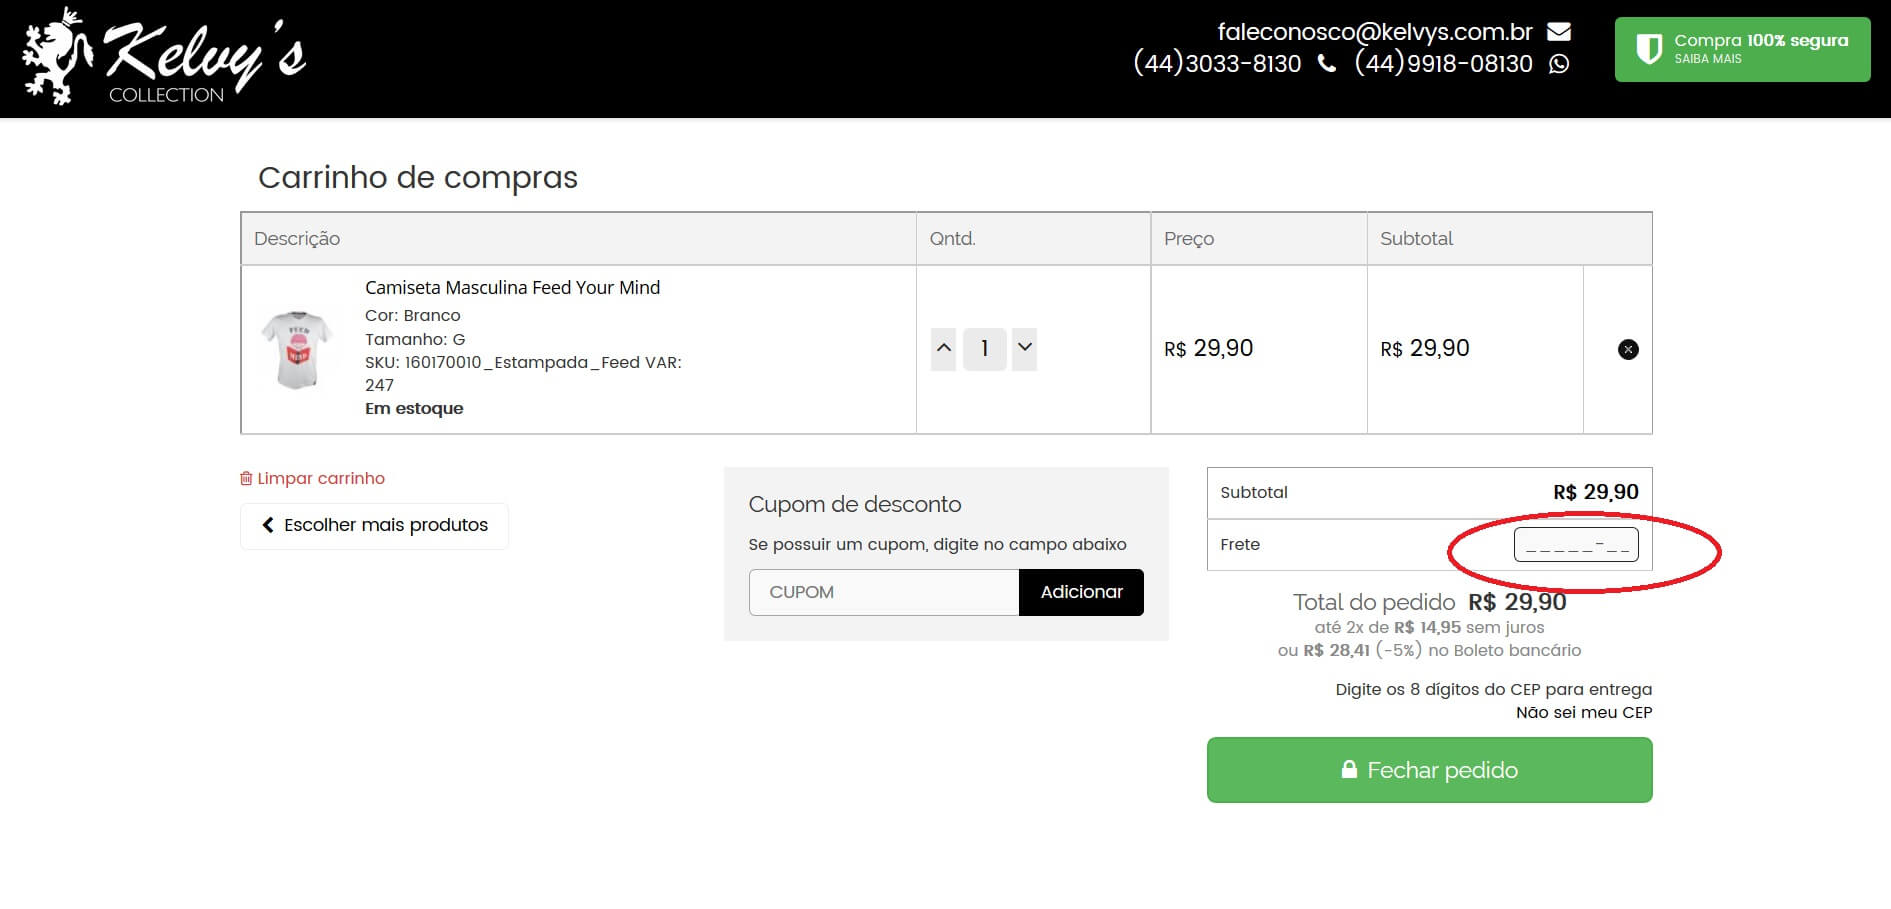 Kelvy's
COLLECTION
faleconosco@kelvys.com.br
(44)3033-8130 (44)9918-08130
Compra 100% segura
SAIBA MAIS
Carrinho de compras
Descrição Qntd. Preço Subtotal
Camiseta Masculina Feed Your Mind
Cor: Branco
Tamanho: G
SKU: 160170010_Estampada_Feed VAR:
247
Em estoque
1
R$ 29,90
R$ 29,90
FEED
MIND
Limpar carrinho
Escolher mais produtos
Cupom de desconto
Se possuir um cupom, digite no campo abaixo
CUPOM
Adicionar
Subtotal R$ 29,90
Frete _____-__
Total do pedido R$ 29,90
até 2x de R$ 14,95 sem juros
ou R$ 28,41 (-5%) no Boleto bancário
Digite os 8 dígitos do CEP para entrega
Não sei meu CEP
Fechar pedido